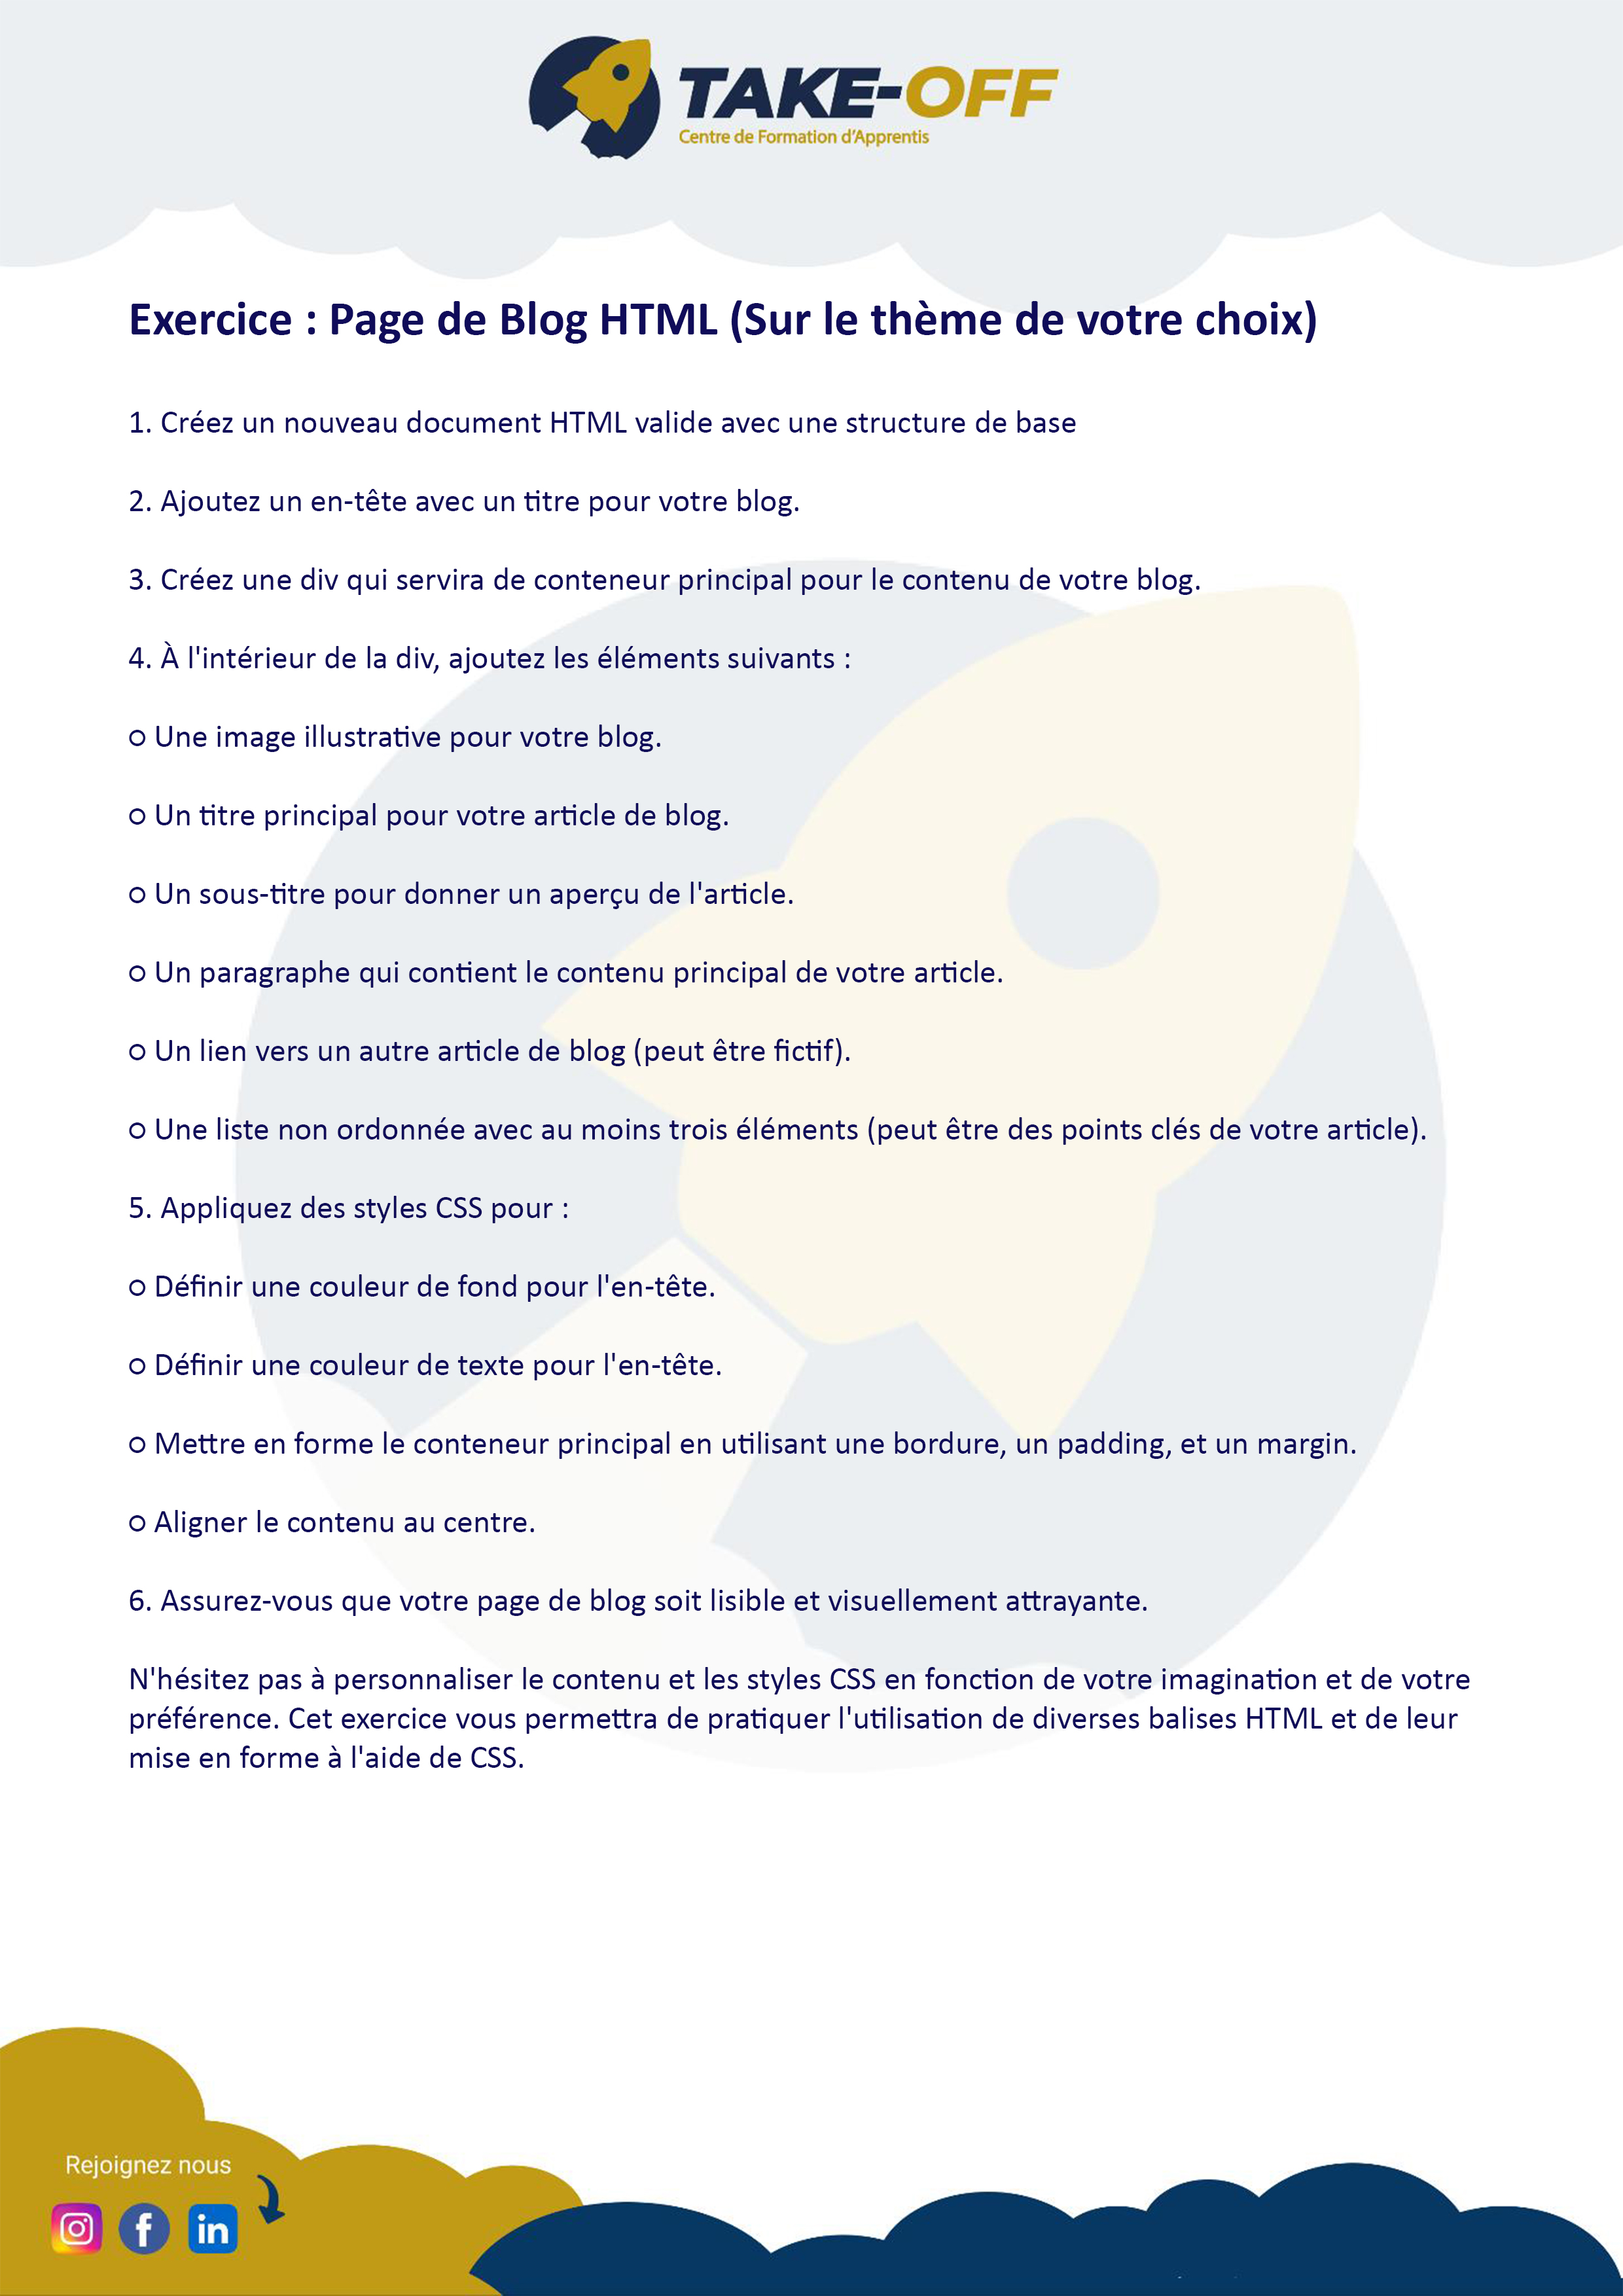 TAKE-OFF
Centre de Formation d'Apprentis
Exercice : Page de Blog HTML (Sur le thème de votre choix)
1. Créez un nouveau document HTML valide avec une structure de base
2. Ajoutez un en-tête avec un titre pour votre blog.
3. Créez une div qui servira de conteneur principal pour le contenu de votre blog.
4. À l'intérieur de la div, ajoutez les éléments suivants :
○ Une image illustrative pour votre blog.
○ Un titre principal pour votre article de blog.
○ Un sous-titre pour donner un aperçu de l'article.
○ Un paragraphe qui contient le contenu principal de votre article.
○ Un lien vers un autre article de blog (peut être fictif).
○ Une liste non ordonnée avec au moins trois éléments (peut être des points clés de votre article).
5. Appliquez des styles CSS pour :
○ Définir une couleur de fond pour l'en-tête.
○ Définir une couleur de texte pour l'en-tête.
○ Mettre en forme le conteneur principal en utilisant une bordure, un padding, et un margin.
○ Aligner le contenu au centre.
6. Assurez-vous que votre page de blog soit lisible et visuellement attrayante.
N'hésitez pas à personnaliser le contenu et les styles CSS en fonction de votre imagination et de votre
préférence. Cet exercice vous permettra de pratiquer l'utilisation de diverses balises HTML et de leur
mise en forme à l'aide de CSS.
Rejoignez nous